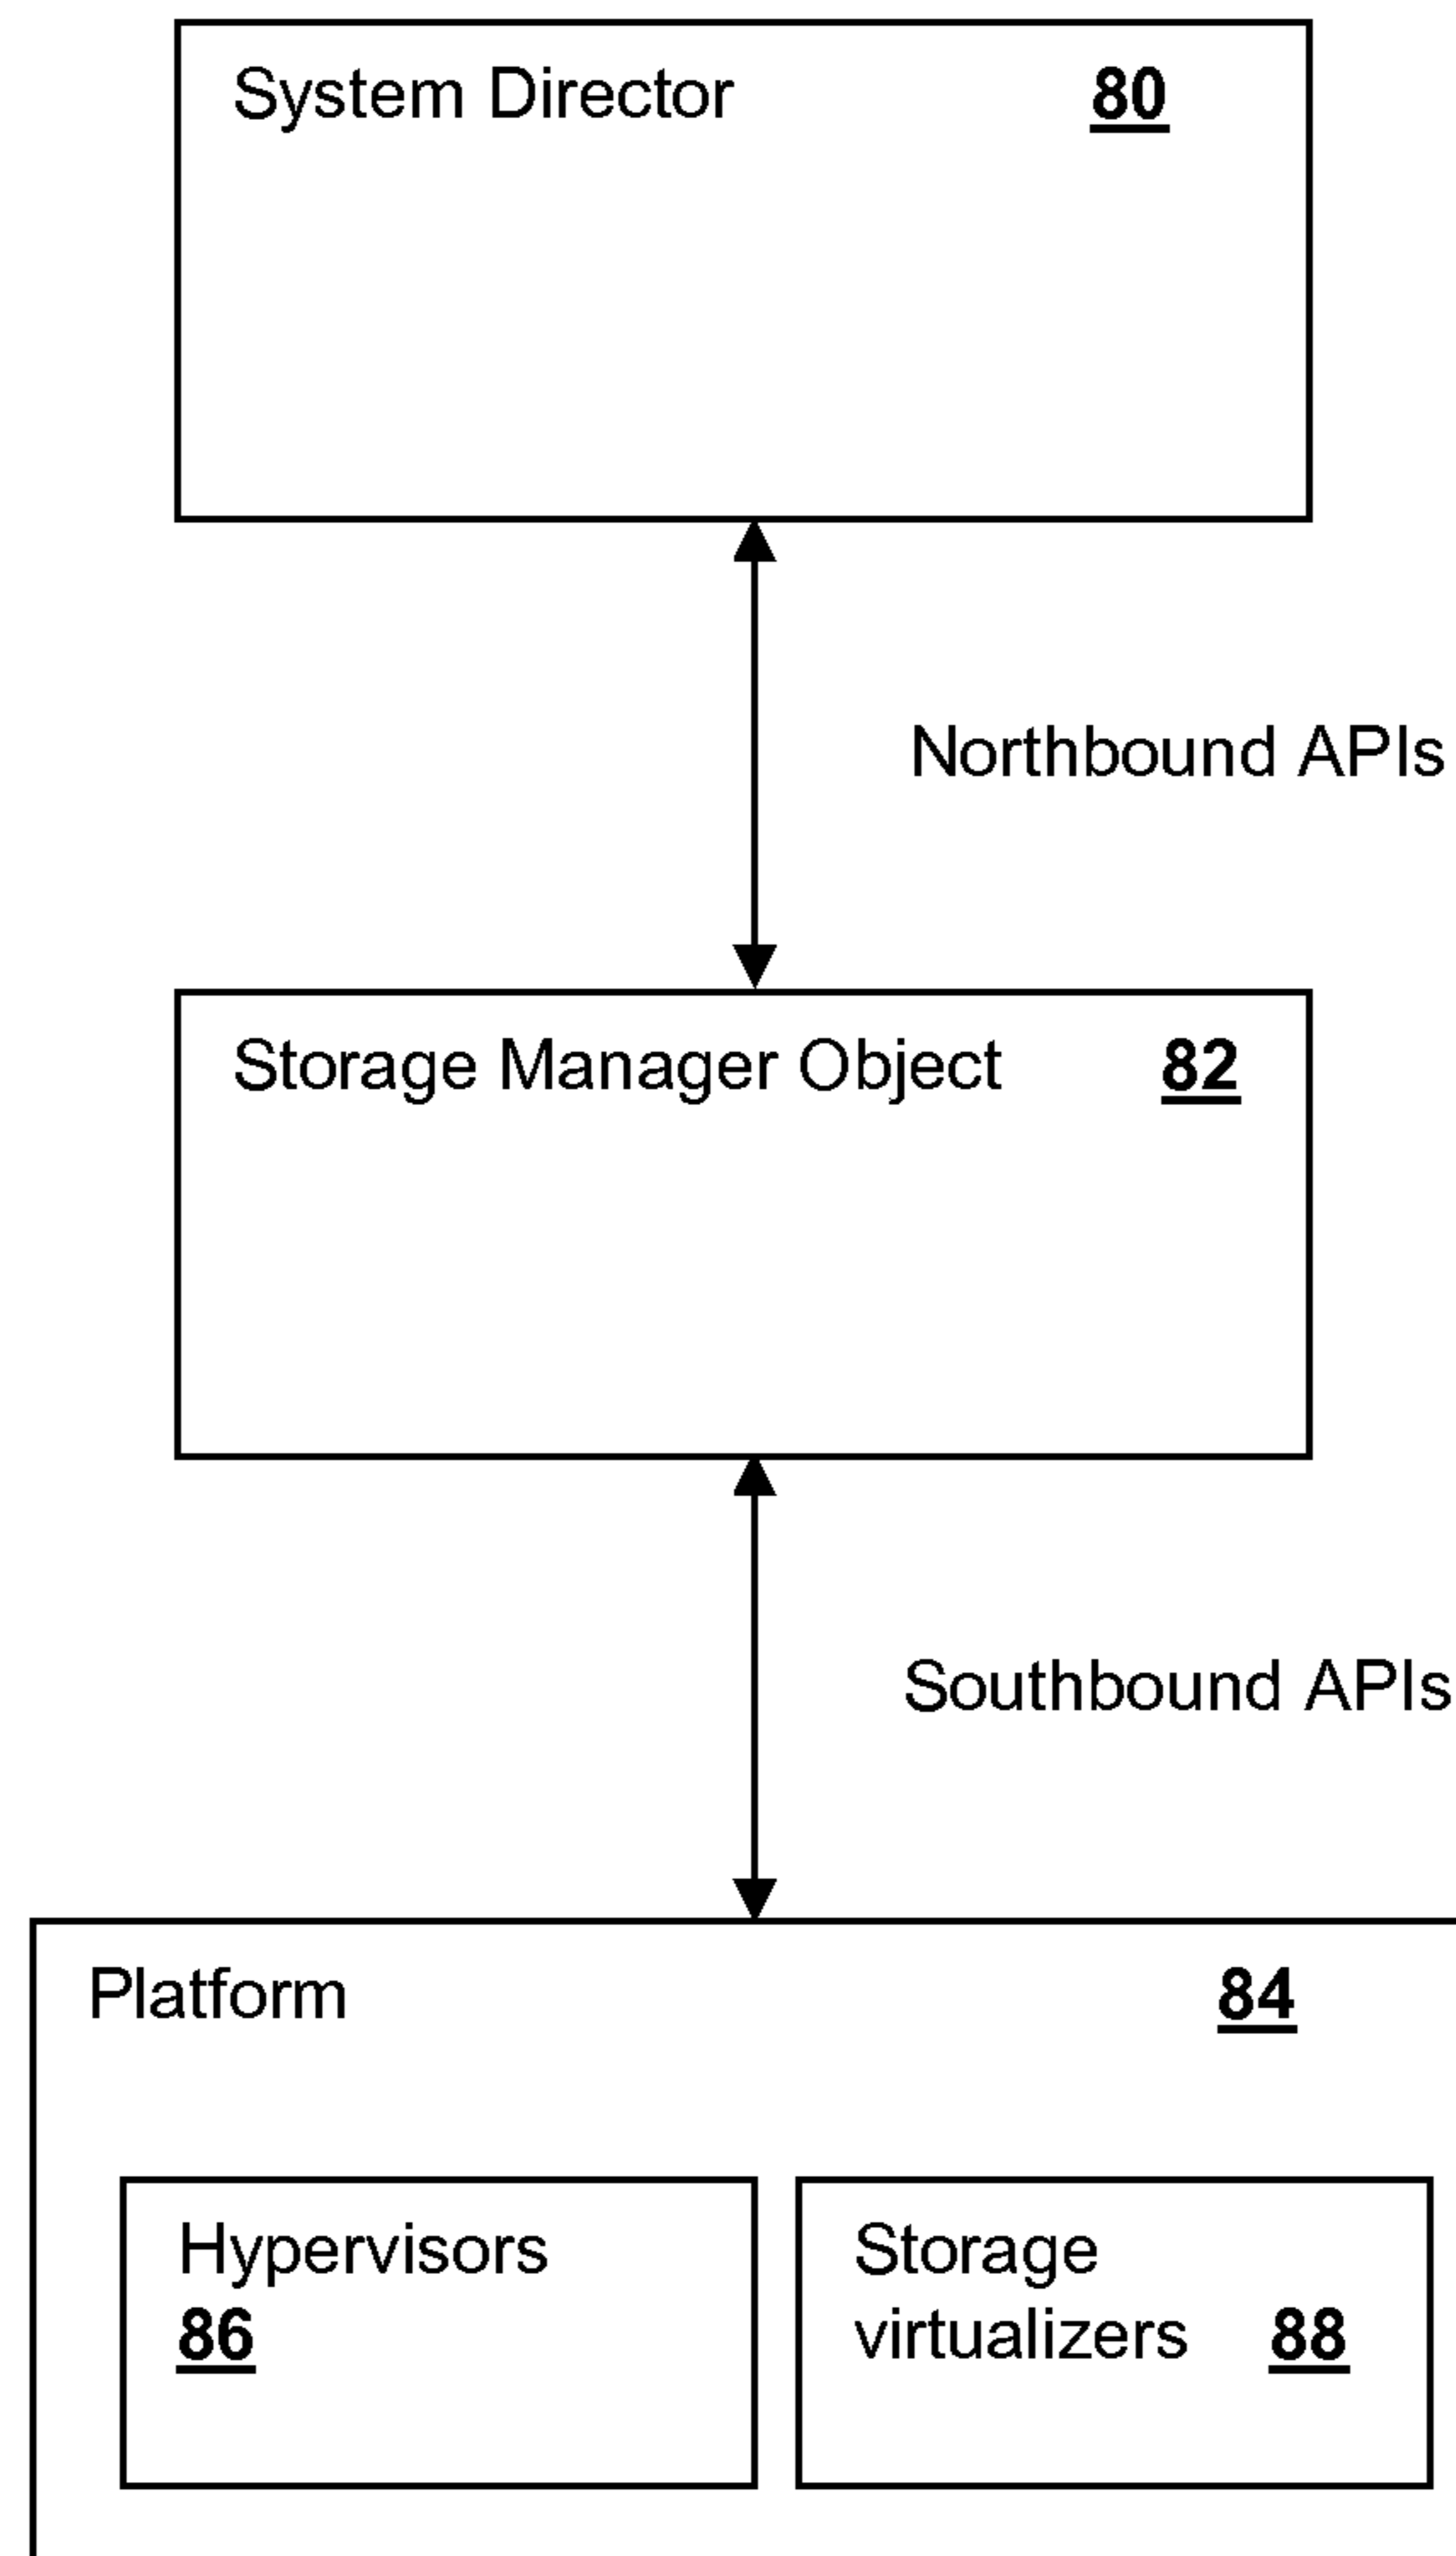 System Director 80
Northbound APIs
Storage Manager Object 82
Southbound APIs
Platform 84
Hypervisors
86
Storage
virtualizers 88